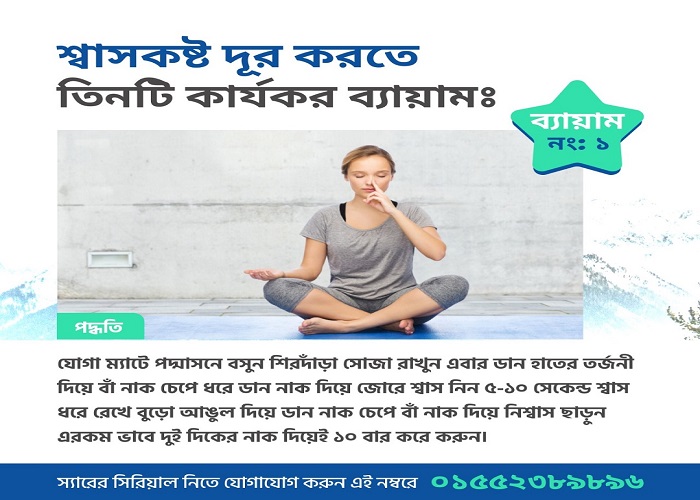 শ্বাসকষ্ট দূর করতে
তিনটি কার্যকর ব্যায়ামঃ
ব্যায়াম
নং: ১
পদ্ধতি
যোগা ম্যাটে পদ্মাসনে বসুন শিরদাঁড়া সোজা রাখুন এবার ডান হাতের তর্জনী
দিয়ে বাঁ নাক চেপে ধরে ডান নাক দিয়ে জোরে শ্বাস নিন ৫-১০ সেকেন্ড শ্বাস
ধরে রেখে বুড়ো আঙুল দিয়ে ডান নাক চেপে বাঁ নাক দিয়ে নিশ্বাস ছাড়ুন
এরকম ভাবে দুই দিকের নাক দিয়েই ১০ বার করে করুন।
স্যারের সিরিয়াল নিতে যোগাযোগ করুন এই নম্বরে ০১৫৫২৩৮৯৮৯৬